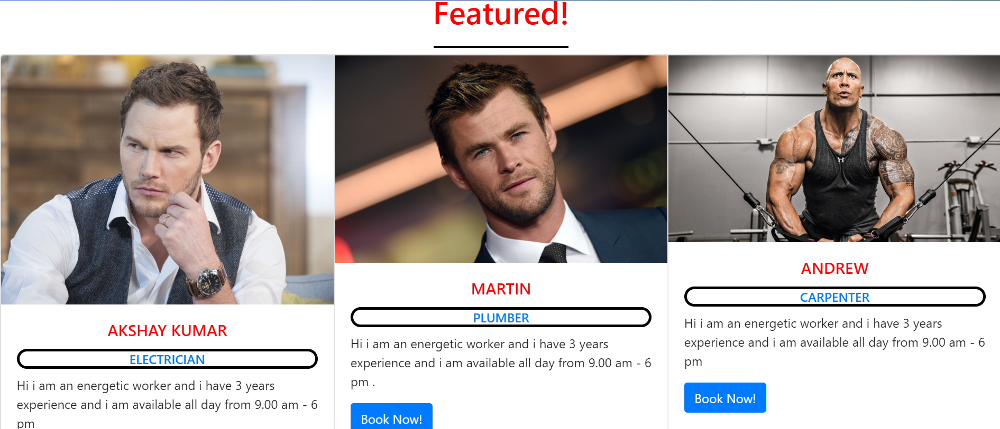 Featured!
AKSHAY KUMAR
ELECTRICIAN
Hi i am an energetic worker and i have 3 years
experience and i am available all day from 9.00 am - 6
pm
MARTIN
PLUMBER
Hi i am an energetic worker and i have 3 years
experience and i am available all day from 9.00 am - 6
pm .
Book Now!
ANDREW
CARPENTER
Hi i am an energetic worker and i have 3 years
experience and i am available all day from 9.00 am - 6
pm
Book Now!